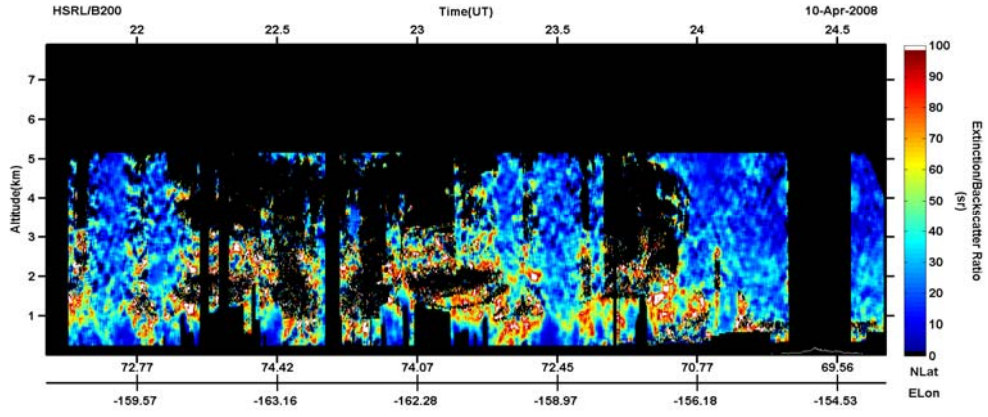 HSRL/B200 Time(UT) 10-Apr-2008
22 22.5 23 23.5 24 24.5
100
90
80
70
60
50
40
30
20
10
0
Extinction/Backscatter Ratio
(sr)
7
6
5
4
3
2
1
Altitude(km)
72.77 74.42 74.07 72.45 70.77 69.56 NLat
-159.57 -163.16 -162.28 -158.97 -156.18 -154.53 ELon